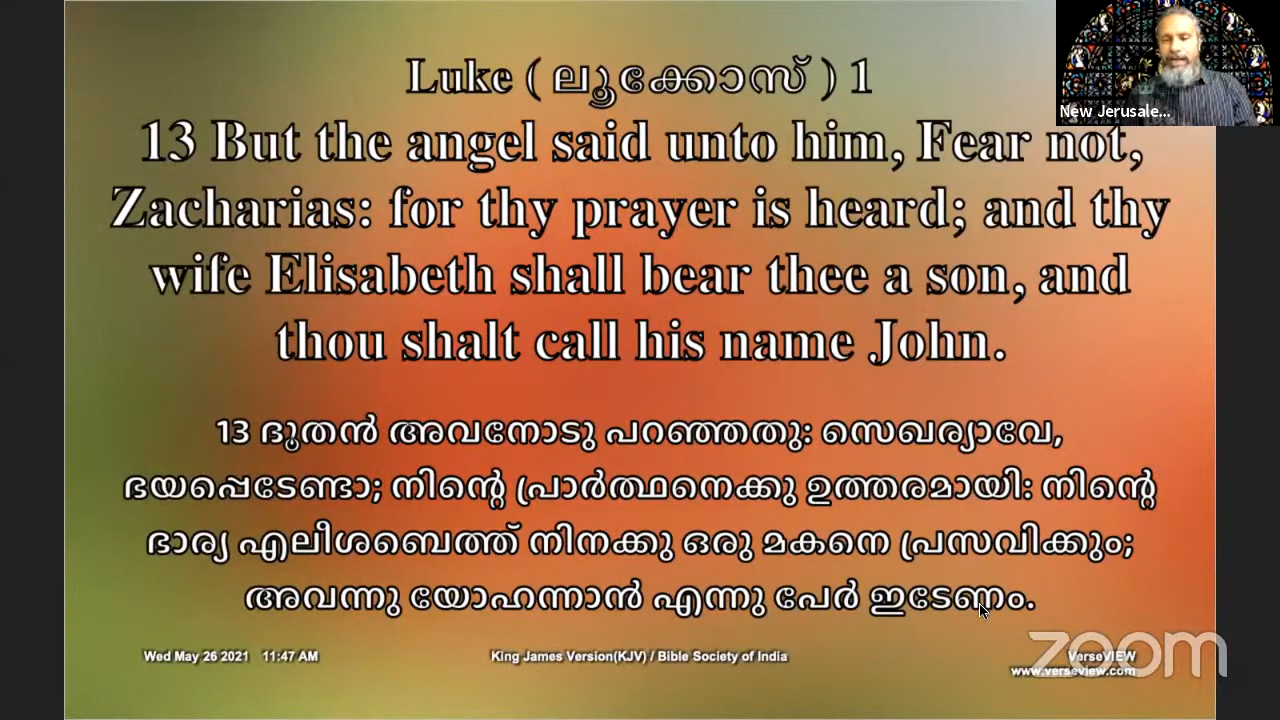 Luke ( ലൂക്കോസ് ) 1
13 But the angel said unto him, Fear not,
Zacharias: for thy prayer is heard; and thy
wife Elisabeth shall bear thee a son, and
thou shalt call his name John.
13 ദൂതൻ അവനോടു പറഞ്ഞതു: സെഖര്യാവേ,
ഭയപ്പെടേണ്ടാ; നിന്റെ പ്രാർത്ഥനെക്കു ഉത്തരമായി: നിന്റെ
ഭാര്യ എലീശബെത്ത് നിനക്കു ഒരു മകനെ പ്രസവിക്കും;
അവന്നു യോഹന്നാൻ എന്നു പേർ ഇടേണം.
Wed May 26 2021 11:47 AM
King James Version(KJV) / Bible Society of India
VerseVIEW
www.verseview.com
zoom
New Jerusale...